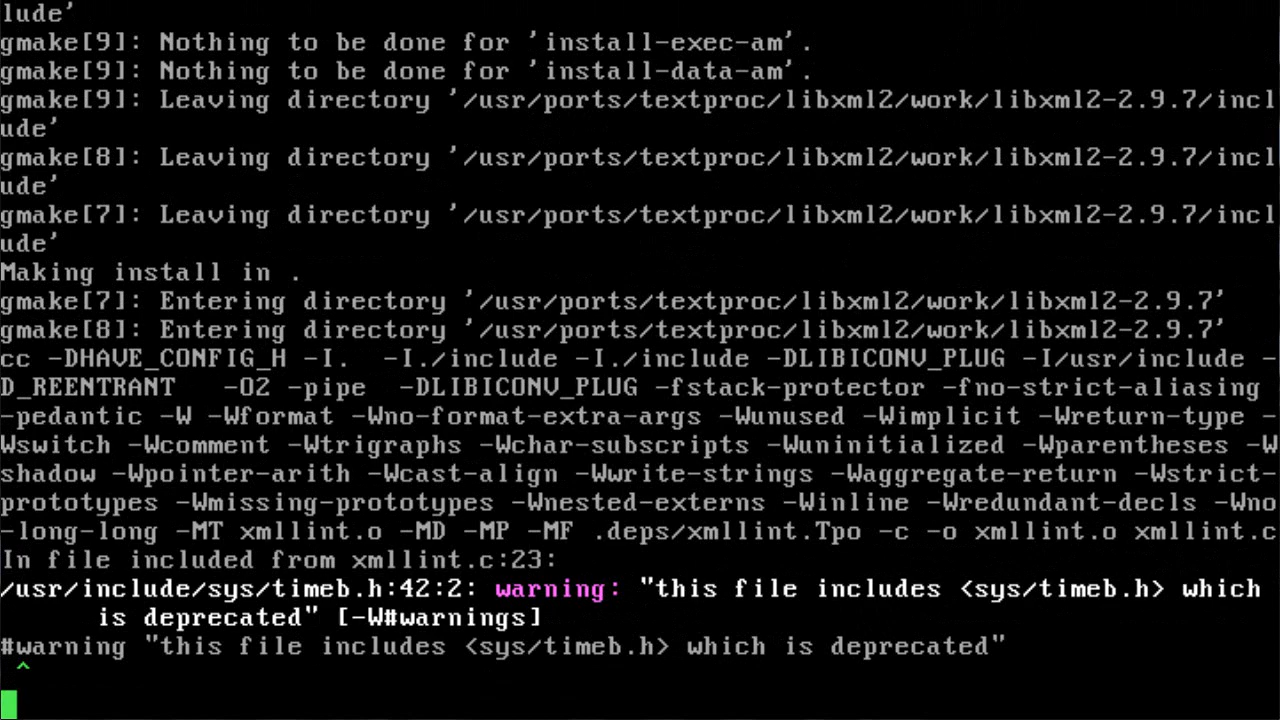 lude'
gmake[9]: Nothing to be done for 'install-exec-am'.
gmake[9]: Nothing to be done for 'install-data-am'.
gmake[9]: Leaving directory '/usr/ports/textproc/libxml2/work/libxml2-2.9.7/incl
ude'
gmake[8]: Leaving directory '/usr/ports/textproc/libxml2/work/libxml2-2.9.7/incl
ude'
gmake[7]: Leaving directory '/usr/ports/textproc/libxml2/work/libxml2-2.9.7/incl
ude'
Making install in .
gmake[7]: Entering directory '/usr/ports/textproc/libxml2/work/libxml2-2.9.7'
gmake[8]: Entering directory '/usr/ports/textproc/libxml2/work/libxml2-2.9.7'
cc -DHAVE_CONFIG_H -I.  -I./include -I./include -DLIBICONV_PLUG -I/usr/include -
D_REENTRANT   -O2 -pipe  -DLIBICONV_PLUG -fstack-protector -fno-strict-aliasing
-pedantic -W -Wformat -Wno-format-extra-args -Wunused -Wimplicit -Wreturn-type -
Wswitch -Wcomment -Wtrigraphs -Wchar-subscripts -Wuninitialized -Wparentheses -W
shadow -Wpointer-arith -Wcast-align -Wwrite-strings -Waggregate-return -Wstrict-
prototypes -Wmissing-prototypes -Wnested-externs -Winline -Wredundant-decls -Wno
-long-long -MT xmllint.o -MD -MP -MF .deps/xmllint.Tpo -c -o xmllint.o xmllint.c
In file included from xmllint.c:23:
/usr/include/sys/timeb.h:42:2: warning: "this file includes <sys/timeb.h> which
      is deprecated" [-W#warnings]
#warning "this file includes <sys/timeb.h> which is deprecated"
 ^